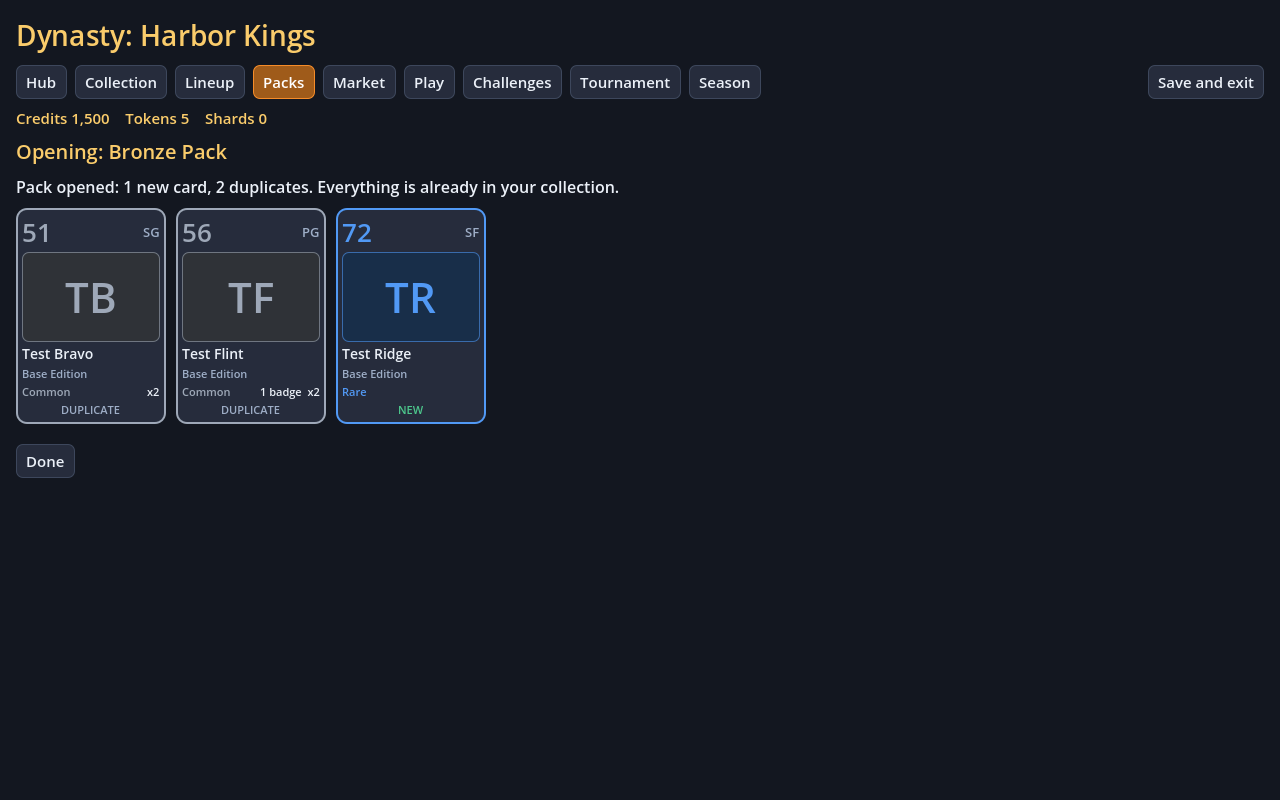 Dynasty: Harbor Kings
Hub Collection Lineup Packs Market Play Challenges Tournament Season Save and exit
Credits 1,500 Tokens 5 Shards 0
Opening: Bronze Pack
Pack opened: 1 new card, 2 duplicates. Everything is already in your collection.
51 SG
TB
Test Bravo
Base Edition
Common x2
DUPLICATE
56 PG
TF
Test Flint
Base Edition
Common 1 badge x2
DUPLICATE
72 SF
TR
Test Ridge
Base Edition
Rare
NEW
Done